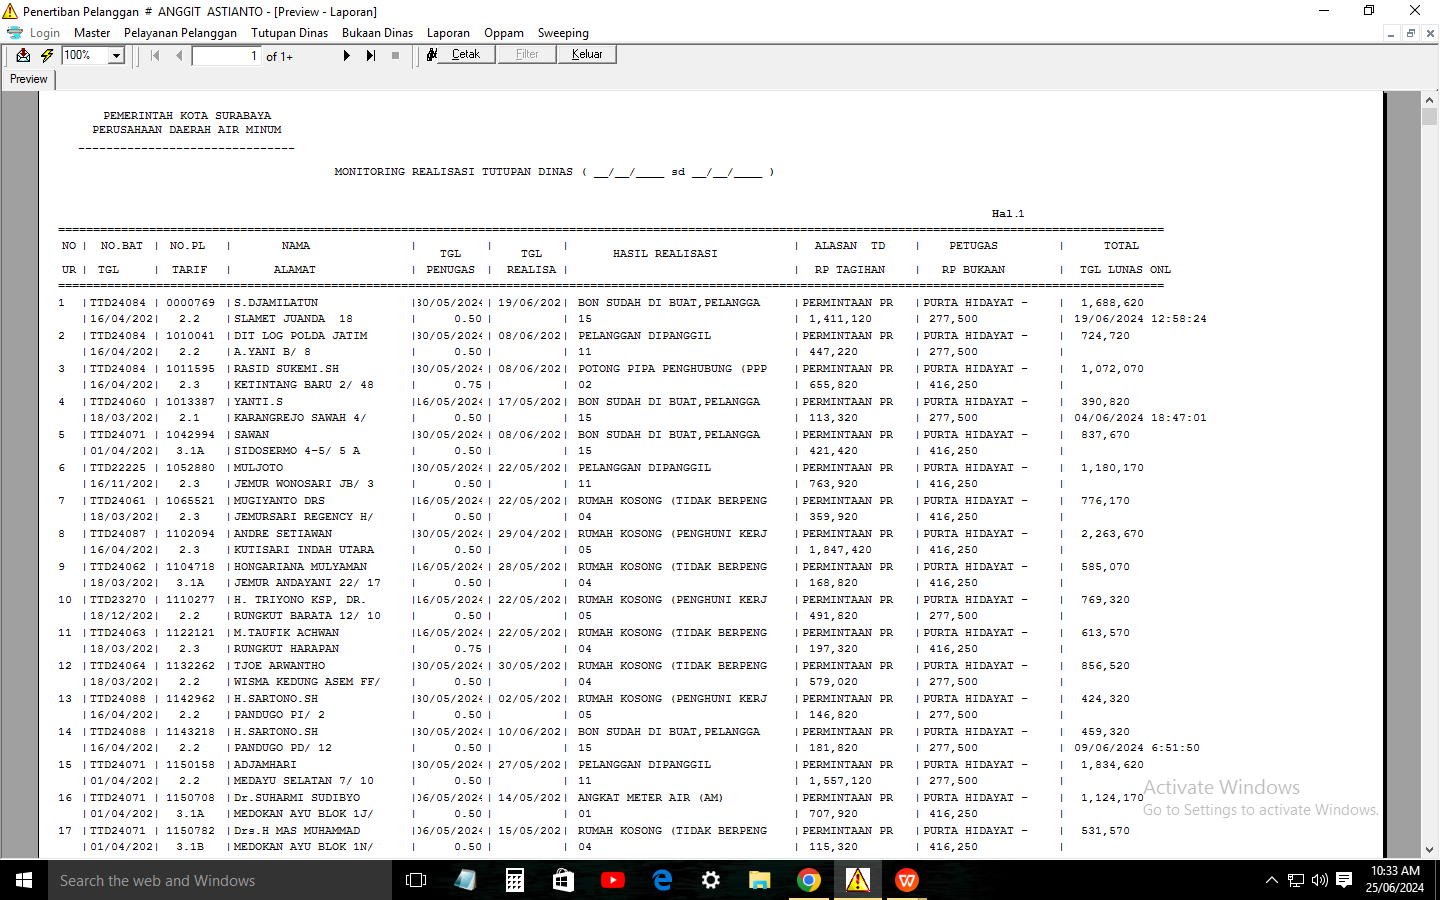 Penertiban Pelanggan # ANGGIT ASTIANTO - [Preview - Laporan]
Login Master Pelayanan Pelanggan Tutupan Dinas Bukaan Dinas Laporan Oppam Sweeping
100% 1 of 1+ Cetak Filter Keluar
Preview
PEMERINTAH KOTA SURABAYA
PERUSAHAAN DAERAH AIR MINUM
-------------------------------
MONITORING REALISASI TUTUPAN DINAS ( __/__/____ sd __/__/____ )
Hal.1
NO | NO.BAT | NO.PL | NAMA | TGL | TGL | HASIL REALISASI | ALASAN TD | PETUGAS | TOTAL
UR | TGL | TARIF | ALAMAT | PENUGAS | REALISA | | RP TAGIHAN | RP BUKAAN | TGL LUNAS ONL
1 |TTD24084 | 0000769 |S.DJAMILATUN |30/05/2024| 19/06/202| BON SUDAH DI BUAT,PELANGGA |PERMINTAAN PR |PURTA HIDAYAT - | 1,688,620
|16/04/202| 2.2 |SLAMET JUANDA 18 | 0.50 | | 15 | 1,411,120 | 277,500 | 19/06/2024 12:58:24
2 |TTD24084 | 1010041 |DIT LOG POLDA JATIM |30/05/2024| 08/06/202| PELANGGAN DIPANGGIL |PERMINTAAN PR |PURTA HIDAYAT - | 724,720
|16/04/202| 2.2 |A.YANI B/ 8 | 0.50 | | 11 | 447,220 | 277,500 |
3 |TTD24084 | 1011595 |RASID SUKEMI.SH |30/05/2024| 08/06/202| POTONG PIPA PENGHUBUNG (PPP |PERMINTAAN PR |PURTA HIDAYAT - | 1,072,070
|16/04/202| 2.3 |KETINTANG BARU 2/ 48 | 0.75 | | 02 | 655,820 | 416,250 |
4 |TTD24060 | 1013387 |YANTI.S |16/05/2024| 17/05/202| BON SUDAH DI BUAT,PELANGGA |PERMINTAAN PR |PURTA HIDAYAT - | 390,820
|18/03/202| 2.1 |KARANGREJO SAWAH 4/ | 0.50 | | 15 | 113,320 | 277,500 | 04/06/2024 18:47:01
5 |TTD24071 | 1042994 |SAWAN |30/05/2024| 08/06/202| BON SUDAH DI BUAT,PELANGGA |PERMINTAAN PR |PURTA HIDAYAT - | 837,670
|01/04/202| 3.1A |SIDOSERMO 4-5/ 5 A | 0.50 | | 15 | 421,420 | 416,250 |
6 |TTD22225 | 1052880 |MULJOTO |30/05/2024| 22/05/202| PELANGGAN DIPANGGIL |PERMINTAAN PR |PURTA HIDAYAT - | 1,180,170
|16/11/202| 2.3 |JEMUR WONOSARI JB/ 3 | 0.50 | | 11 | 763,920 | 416,250 |
7 |TTD24061 | 1065521 |MUGIYANTO DRS |16/05/2024| 22/05/202| RUMAH KOSONG (TIDAK BERPENG |PERMINTAAN PR |PURTA HIDAYAT - | 776,170
|18/03/202| 2.3 |JEMURSARI REGENCY H/ | 0.50 | | 04 | 359,920 | 416,250 |
8 |TTD24087 | 1102094 |ANDRE SETIAWAN |30/05/2024| 29/04/202| RUMAH KOSONG (PENGHUNI KERJ |PERMINTAAN PR |PURTA HIDAYAT - | 2,263,670
|16/04/202| 2.3 |KUTISARI INDAH UTARA | 0.50 | | 05 | 1,847,420 | 416,250 |
9 |TTD24062 | 1104718 |HONGARIANA MULYAMAN |16/05/2024| 28/05/202| RUMAH KOSONG (TIDAK BERPENG |PERMINTAAN PR |PURTA HIDAYAT - | 585,070
|18/03/202| 3.1A |JEMUR ANDAYANI 22/ 17 | 0.50 | | 04 | 168,820 | 416,250 |
10 |TTD23270 | 1110277 |H. TRIYONO KSP, DR. |16/05/2024| 22/05/202| RUMAH KOSONG (PENGHUNI KERJ |PERMINTAAN PR |PURTA HIDAYAT - | 769,320
|18/12/202| 2.2 |RUNGKUT BARATA 12/ 10 | 0.50 | | 05 | 491,820 | 277,500 |
11 |TTD24063 | 1122121 |M.TAUFIK ACHWAN |16/05/2024| 22/05/202| RUMAH KOSONG (TIDAK BERPENG |PERMINTAAN PR |PURTA HIDAYAT - | 613,570
|18/03/202| 2.3 |RUNGKUT HARAPAN | 0.75 | | 04 | 197,320 | 416,250 |
12 |TTD24064 | 1132262 |TJOE ARWANTHO |30/05/2024| 30/05/202| RUMAH KOSONG (TIDAK BERPENG |PERMINTAAN PR |PURTA HIDAYAT - | 856,520
|18/03/202| 2.2 |WISMA KEDUNG ASEM FF/ | 0.50 | | 04 | 579,020 | 277,500 |
13 |TTD24088 | 1142962 |H.SARTONO.SH |30/05/2024| 02/05/202| RUMAH KOSONG (PENGHUNI KERJ |PERMINTAAN PR |PURTA HIDAYAT - | 424,320
|16/04/202| 2.2 |PANDUGO PI/ 2 | 0.50 | | 05 | 146,820 | 277,500 |
14 |TTD24088 | 1143218 |H.SARTONO.SH |30/05/2024| 10/06/202| BON SUDAH DI BUAT,PELANGGA |PERMINTAAN PR |PURTA HIDAYAT - | 459,320
|16/04/202| 2.2 |PANDUGO PD/ 12 | 0.50 | | 15 | 181,820 | 277,500 | 09/06/2024 6:51:50
15 |TTD24071 | 1150158 |ADJAMHARI |30/05/2024| 27/05/202| PELANGGAN DIPANGGIL |PERMINTAAN PR |PURTA HIDAYAT - | 1,834,620
|01/04/202| 2.2 |MEDAYU SELATAN 7/ 10 | 0.50 | | 11 | 1,557,120 | 277,500 |
16 |TTD24071 | 1150708 |Dr.SUHARMI SUDIBYO |06/05/2024| 14/05/202| ANGKAT METER AIR (AM) |PERMINTAAN PR |PURTA HIDAYAT - | 1,124,170
|01/04/202| 3.1A |MEDOKAN AYU BLOK 1J/ | 0.50 | | 01 | 707,920 | 416,250 |
17 |TTD24071 | 1150782 |Drs.H MAS MUHAMMAD |06/05/2024| 15/05/202| RUMAH KOSONG (TIDAK BERPENG |PERMINTAAN PR |PURTA HIDAYAT - | 531,570
|01/04/202| 3.1B |MEDOKAN AYU BLOK 1N/ | 0.50 | | 04 | 115,320 | 416,250 |
Activate Windows
Go to Settings to activate Windows.
Search the web and Windows
10:33 AM
25/06/2024